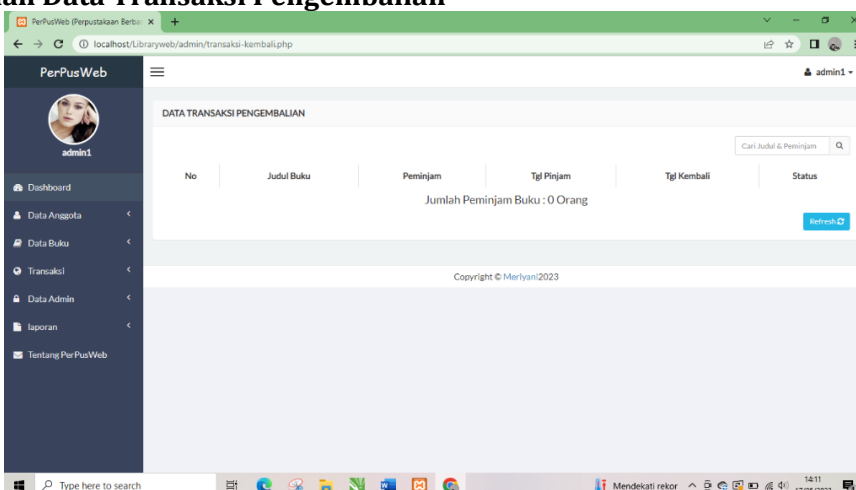 Data Transaksi Pengembalian
PerPusWeb (Perpustakaan Berba
localhost/Libraryweb/admin/transaksi-kembali.php
PerPusWeb
admin1
admin1
DATA TRANSAKSI PENGEMBALIAN
Cari Judul & Peminjam
No Judul Buku Peminjam Tgl Pinjam Tgl Kembali Status
Jumlah Peminjam Buku : 0 Orang
Refresh
Dashboard
Data Anggota
Data Buku
Transaksi
Data Admin
laporan
Tentang PerPusWeb
Copyright © Merlyani2023
Type here to search
Mendekati rekor
14:11